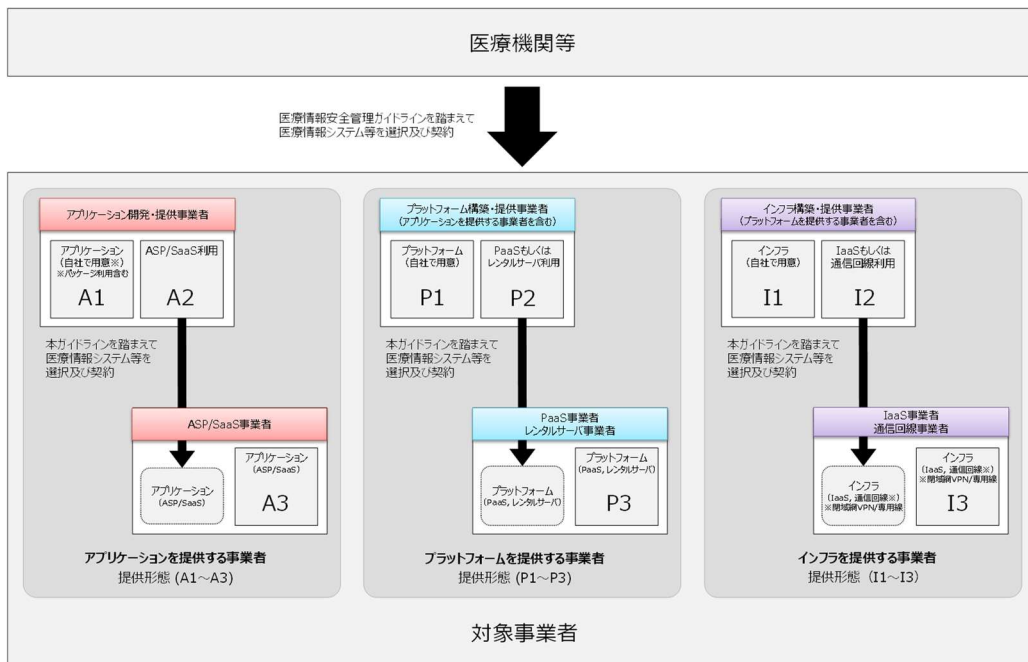 医療機関等
医療情報安全管理ガイドラインを踏まえて
医療情報システム等を選択及び契約
アプリケーション開発・提供事業者
アプリケーション
(自社で用意※)
※パッケージ利用含む
A1
ASP/SaaS利用
A2
本ガイドラインを踏まえて
医療情報システム等を
選択及び契約
ASP/SaaS事業者
アプリケーション
(ASP/SaaS)
アプリケーション
(ASP/SaaS)
A3
アプリケーションを提供する事業者
提供形態 (A1～A3)
プラットフォーム構築・提供事業者
(アプリケーションを提供する事業者を含む)
プラットフォーム
(自社で用意)
P1
PaaSもしくは
レンタルサーバ利用
P2
本ガイドラインを踏まえて
医療情報システム等を
選択及び契約
PaaS事業者
レンタルサーバ事業者
プラットフォーム
(PaaS, レンタルサーバ)
プラットフォーム
(PaaS, レンタルサーバ)
P3
プラットフォームを提供する事業者
提供形態 (P1～P3)
インフラ構築・提供事業者
(プラットフォームを提供する事業者を含む)
インフラ
(自社で用意)
I1
IaaSもしくは
通信回線利用
I2
本ガイドラインを踏まえて
医療情報システム等を
選択及び契約
IaaS事業者
通信回線事業者
インフラ
(IaaS, 通信回線※)
※閉域網VPN/専用線
インフラ
(IaaS, 通信回線※)
※閉域網VPN/専用線
I3
インフラを提供する事業者
提供形態 (I1～I3)
対象事業者